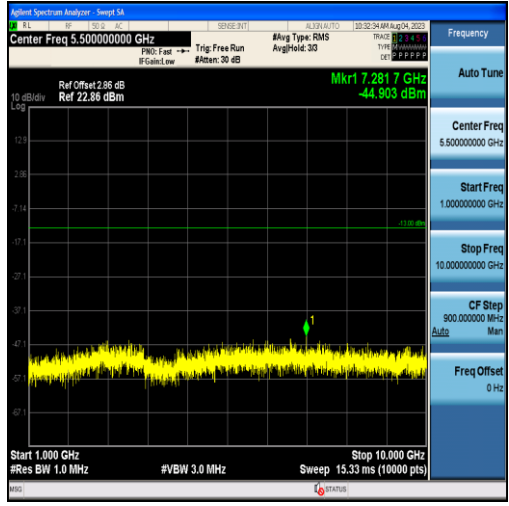 Agilent Spectrum Analyzer - Swept SA
RL RF 50 Ω AC SENSE:INT ALIGN AUTO 10:32:34 AM Aug 04, 2023
Center Freq 5.500000000 GHz
PNO: Fast
IFGain:Low
Trig: Free Run
#Atten: 30 dB
#Avg Type: RMS
Avg|Hold: 3/3
TRACE 1 2 3 4 5 6
TYPE
DET P P P P P P
Mkr1 7.281 7 GHz
-44.903 dBm
Ref Offset 2.86 dB
Ref 22.86 dBm
10 dB/div
Log
12.9
2.86
-7.14
-13.00 dBm
-17.1
-27.1
-37.1
1
-47.1
-57.1
-67.1
Start 1.000 GHz
Stop 10.000 GHz
#Res BW 1.0 MHz
#VBW 3.0 MHz
Sweep 15.33 ms (10000 pts)
MSG
STATUS
Frequency
Auto Tune
Center Freq
5.500000000 GHz
Start Freq
1.000000000 GHz
Stop Freq
10.000000000 GHz
CF Step
900.000000 MHz
Auto Man
Freq Offset
0 Hz